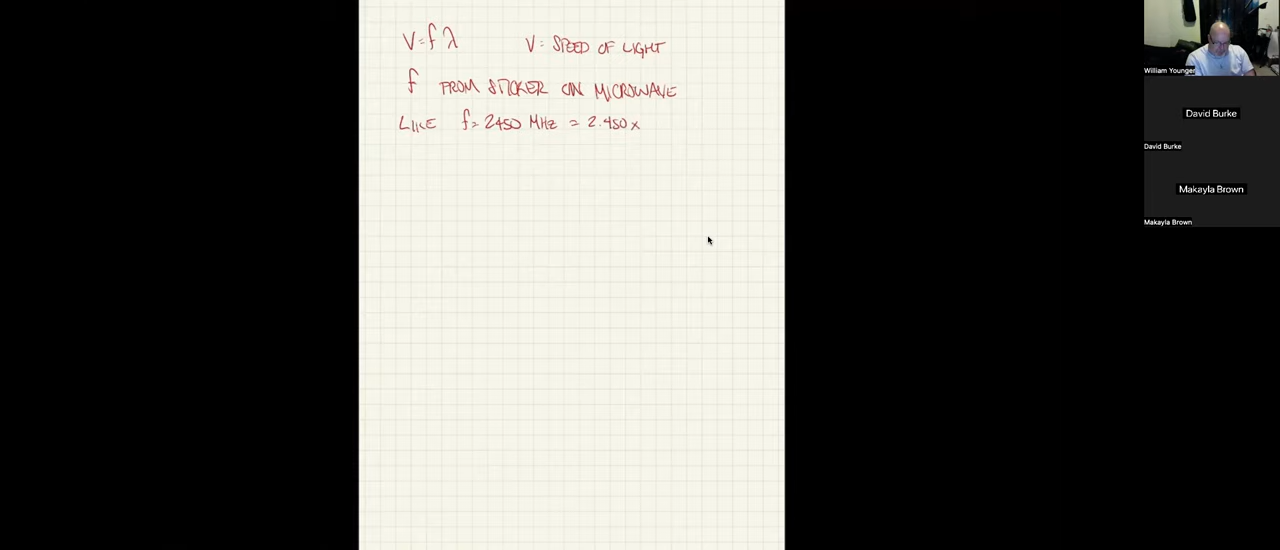 V = f λ V = SPEED OF LIGHT
f FROM STICKER ON MICROWAVE
LIKE f = 2450 MHz = 2.450 x
William Younger
David Burke
David Burke
Makayla Brown
Makayla Brown